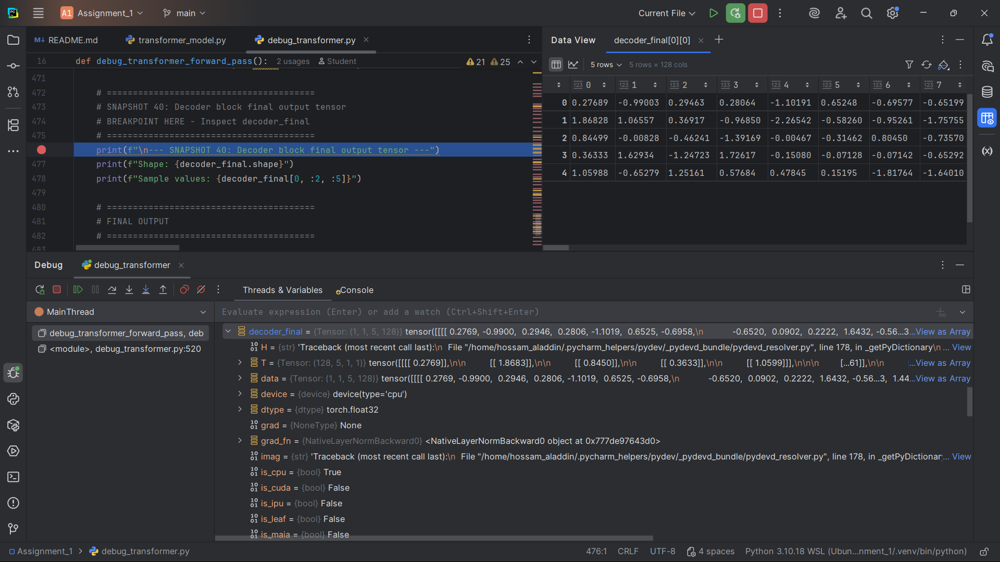 A1 Assignment_1 main Current File
README.md transformer_model.py debug_transformer.py
16 def debug_transformer_forward_pass(): 2 usages Student 21 25
471
472 # ========================================
473 # SNAPSHOT 40: Decoder block final output tensor
474 # BREAKPOINT HERE - Inspect decoder_final
475 # ========================================
print(f"\n--- SNAPSHOT 40: Decoder block final output tensor ---")
477 print(f"Shape: {decoder_final.shape}")
478 print(f"Sample values: {decoder_final[0, :2, :5]}")
479
480 # ========================================
481 # FINAL OUTPUT
482 # ========================================
483
Data View decoder_final[0][0]
5 rows 5 rows × 128 cols
123 0 123 1 123 2 123 3 123 4 123 5 123 6 123 7
0 0.27689 -0.99003 0.29463 0.28064 -1.10191 0.65248 -0.69577 -0.65199
1 1.86828 1.06557 0.36917 -0.96850 -2.26542 -0.58260 -0.95261 -1.75755
2 0.84499 -0.00828 -0.46241 -1.39169 -0.00467 -0.31462 0.80450 -0.73570
3 0.36333 1.62934 -1.24723 1.72617 -0.15080 -0.07128 -0.07142 -0.65292
4 1.05988 -0.65279 1.25161 0.57684 0.47845 0.15195 -1.81764 -1.64010
Debug debug_transformer
Threads & Variables Console
MainThread
debug_transformer_forward_pass, deb
<module>, debug_transformer.py:520
Evaluate expression (Enter) or add a watch (Ctrl+Shift+Enter)
decoder_final = {Tensor: (1, 1, 5, 128)} tensor([[[[ 0.2769, -0.9900, 0.2946, 0.2806, -1.1019, 0.6525, -0.6958,\n -0.6520, 0.0902, 0.2222, 1.6432, -0.56...3...View as Array
H = {str} 'Traceback (most recent call last):\n File "/home/hossam_aladdin/.pycharm_helpers/pydev/_pydevd_bundle/pydevd_resolver.py", line 178, in _getPyDictionary\n ... View
T = {Tensor: (128, 5, 1, 1)} tensor([[[[ 0.2769]],\n\n [[ 1.8683]],\n\n [[ 0.8450]],\n\n [[ 0.3633]],\n\n [[ 1.0599]]],\n\n\n [...61]],\n\n [...View as Array
data = {Tensor: (1, 1, 5, 128)} tensor([[[[ 0.2769, -0.9900, 0.2946, 0.2806, -1.1019, 0.6525, -0.6958,\n -0.6520, 0.0902, 0.2222, 1.6432, -0.56...3, 1.44...View as Array
device = {device} device(type='cpu')
dtype = {dtype} torch.float32
grad = {NoneType} None
grad_fn = {NativeLayerNormBackward0} <NativeLayerNormBackward0 object at 0x777de97643d0>
imag = {str} 'Traceback (most recent call last):\n File "/home/hossam_aladdin/.pycharm_helpers/pydev/_pydevd_bundle/pydevd_resolver.py", line 178, in _getPyDictionar... View
is_cpu = {bool} True
is_cuda = {bool} False
is_ipu = {bool} False
is_leaf = {bool} False
is_maia = {bool} False
Assignment_1 > debug_transformer.py 476:1 CRLF UTF-8 4 spaces Python 3.10.18 WSL (Ubun...nment_1/.venv/bin/python)